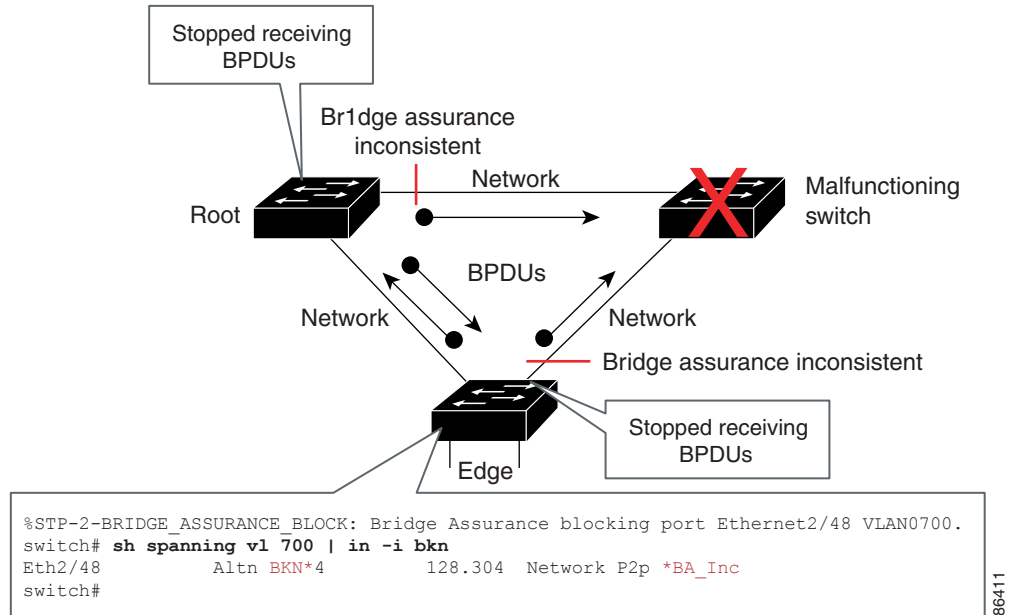 Stopped receiving
BPDUs
Br1dge assurance
inconsistent
Network
Malfunctioning
switch
Root
BPDUs
Network
Network
Bridge assurance inconsistent
Stopped receiving
BPDUs
Edge
%STP-2-BRIDGE_ASSURANCE_BLOCK: Bridge Assurance blocking port Ethernet2/48 VLAN0700.
switch# sh spanning vl 700 | in -i bkn
Eth2/48 Altn BKN*4 128.304 Network P2p *BA_Inc
switch#
86411